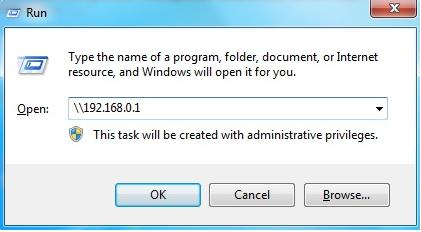 Run
Type the name of a program, folder, document, or Internet
resource, and Windows will open it for you.
Open: \\192.168.0.1
This task will be created with administrative privileges.
OK Cancel Browse...